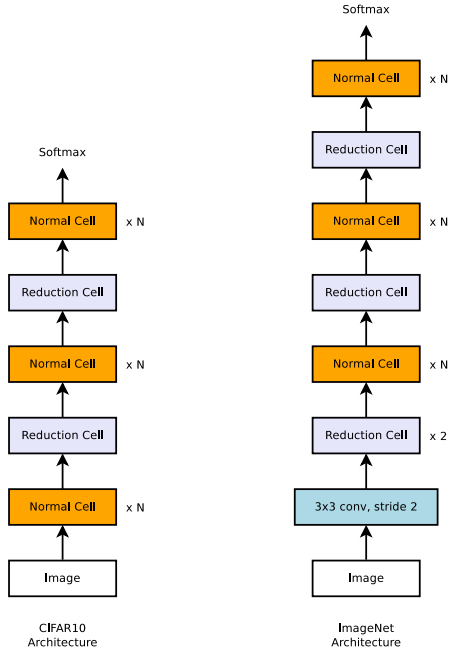 Softmax
Normal Cell
x N
Reduction Cell
Normal Cell
x N
Reduction Cell
Normal Cell
x N
Image
CIFAR10
Architecture
Softmax
Normal Cell
x N
Reduction Cell
Normal Cell
x N
Reduction Cell
Normal Cell
x N
Reduction Cell
x 2
3x3 conv, stride 2
Image
ImageNet
Architecture